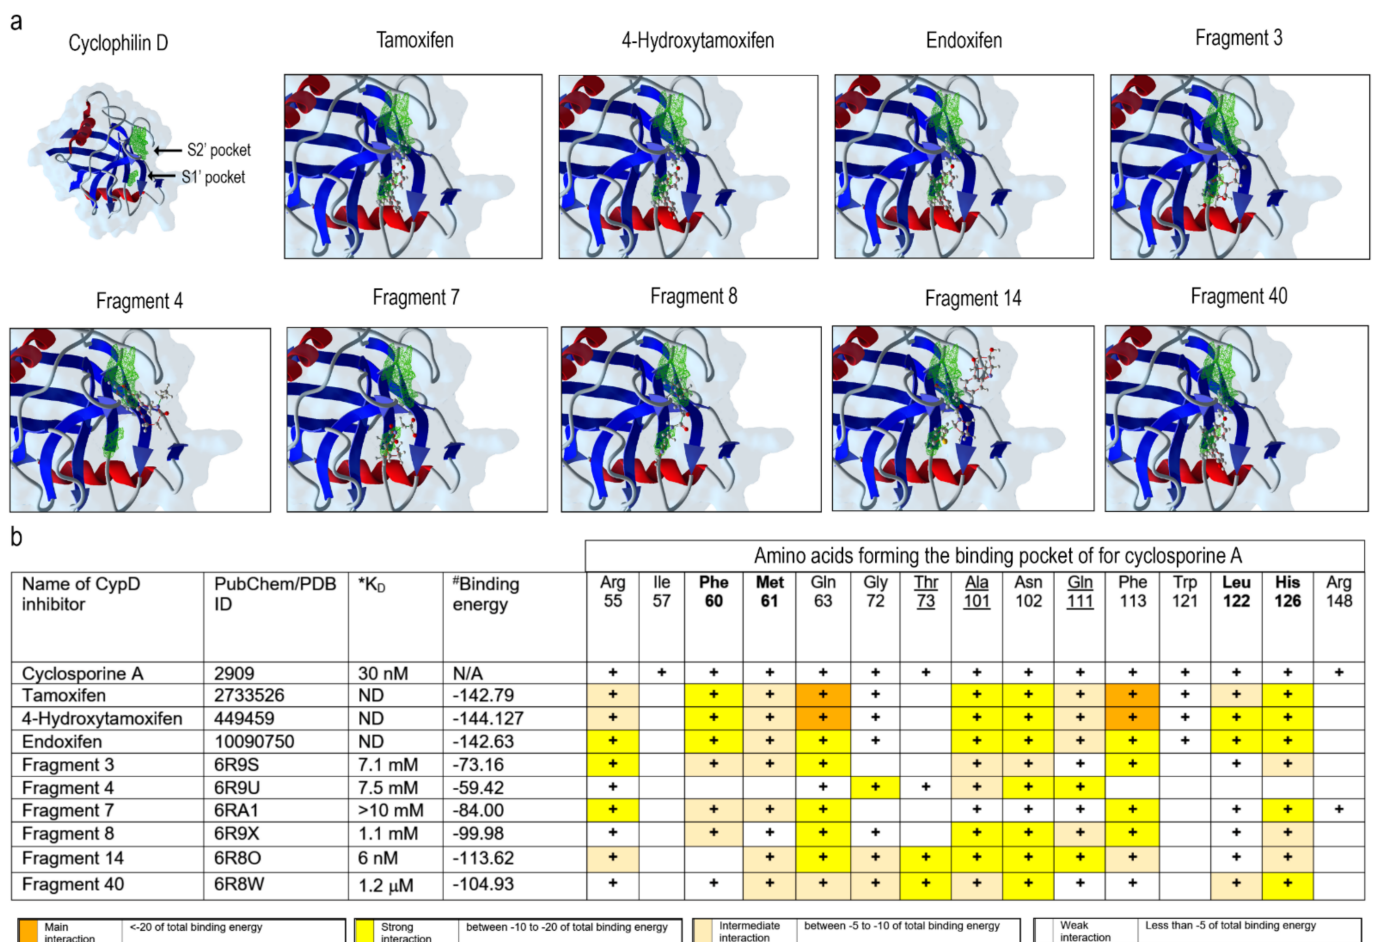 a
Cyclophilin D
Tamoxifen
4-Hydroxytamoxifen
Endoxifen
Fragment 3
S2' pocket
S1' pocket
Fragment 4
Fragment 7
Fragment 8
Fragment 14
Fragment 40
b
Amino acids forming the binding pocket of for cyclosporine A
Name of CypD inhibitor PubChem/PDB ID *KD #Binding energy Arg 55 Ile 57 Phe 60 Met 61 Gln 63 Gly 72 Thr 73 Ala 101 Asn 102 Gln 111 Phe 113 Trp 121 Leu 122 His 126 Arg 148
Cyclosporine A 2909 30 nM N/A + + + + + + + + + + + + + + +
Tamoxifen 2733526 ND -142.79 + + + + + + + + + + + +
4-Hydroxytamoxifen 449459 ND -144.127 + + + + + + + + + + + +
Endoxifen 10090750 ND -142.63 + + + + + + + + + + + +
Fragment 3 6R9S 7.1 mM -73.16 + + + + + + + + + +
Fragment 4 6R9U 7.5 mM -59.42 + + + + + + +
Fragment 7 6RA1 >10 mM -84.00 + + + + + + + + + + +
Fragment 8 6R9X 1.1 mM -99.98 + + + + + + + + + + +
Fragment 14 6R8O 6 nM -113.62 + + + + + + + + + + +
Fragment 40 6R8W 1.2 μM -104.93 + + + + + + + + + + + +
Main interaction <-20 of total binding energy Strong interaction between -10 to -20 of total binding energy Intermediate interaction between -5 to -10 of total binding energy Weak interaction Less than -5 of total binding energy